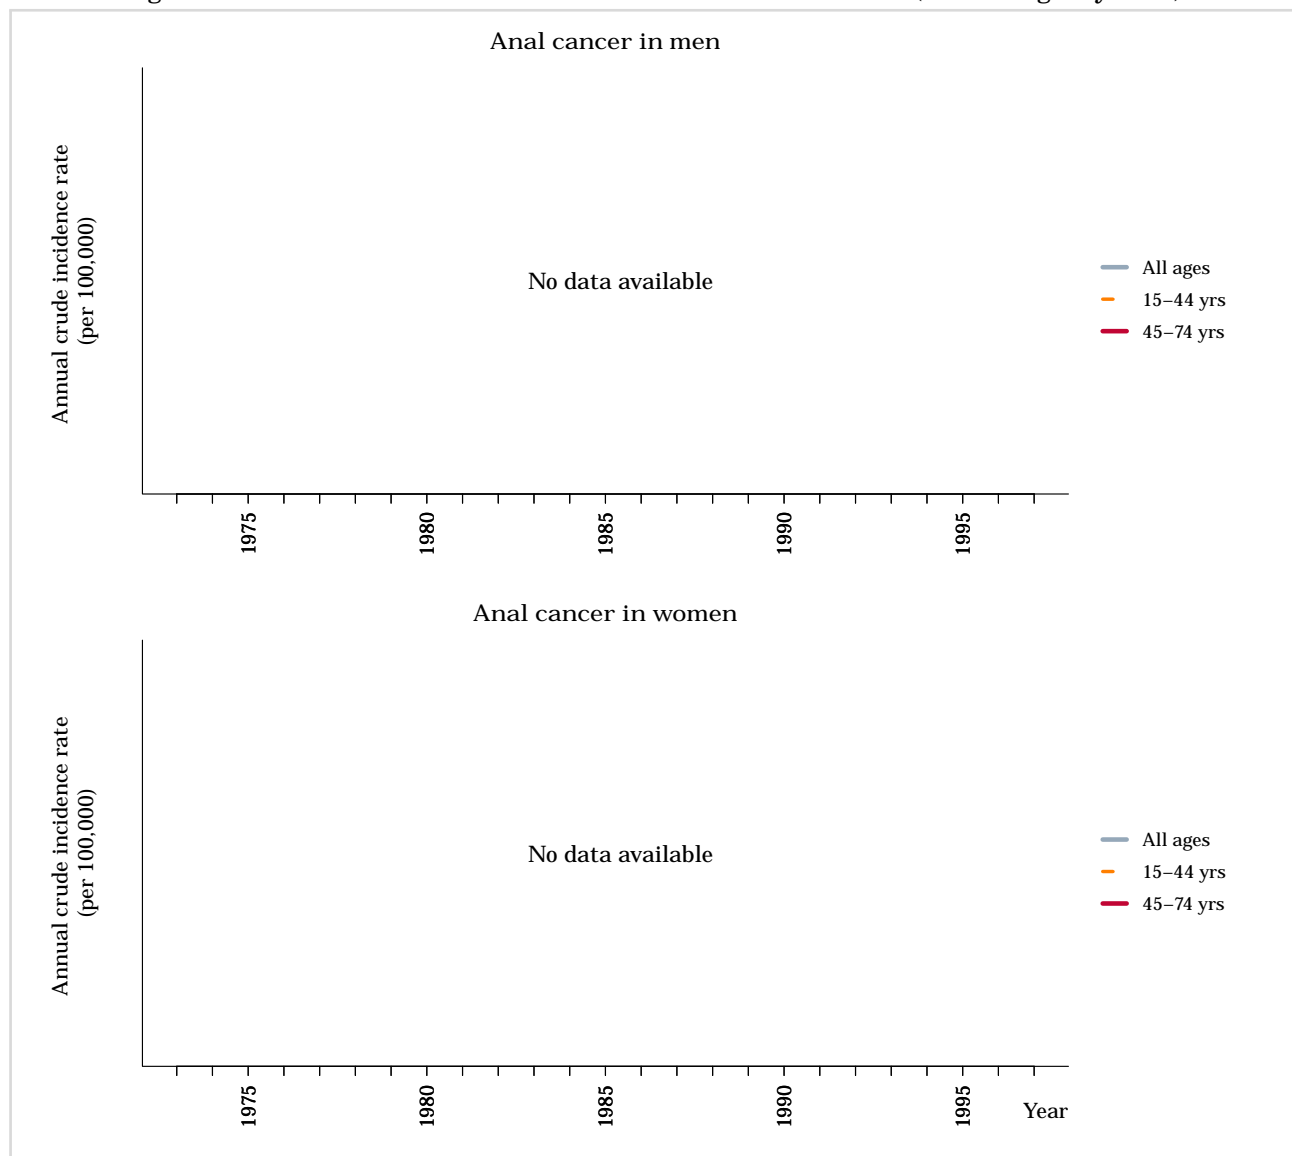 Anal cancer in men
Annual crude incidence rate
(per 100,000)
No data available
All ages
15–44 yrs
45–74 yrs
1975
1980
1985
1990
1995
Anal cancer in women
Annual crude incidence rate
(per 100,000)
No data available
All ages
15–44 yrs
45–74 yrs
1975
1980
1985
1990
1995
Year